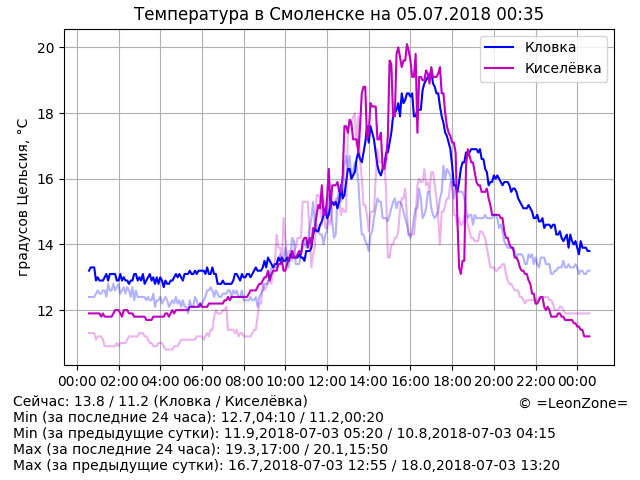 Температура в Смоленске на 05.07.2018 00:35
Кловка
Киселёвка
градусов Цельсия, °C
20
18
16
14
12
00:00 02:00 04:00 06:00 08:00 10:00 12:00 14:00 16:00 18:00 20:00 22:00 00:00
Сейчас: 13.8 / 11.2 (Кловка / Киселёвка)
© =LeonZone=
Min (за последние 24 часа): 12.7,04:10 / 11.2,00:20
Min (за предыдущие сутки): 11.9,2018-07-03 05:20 / 10.8,2018-07-03 04:15
Max (за последние 24 часа): 19.3,17:00 / 20.1,15:50
Max (за предыдущие сутки): 16.7,2018-07-03 12:55 / 18.0,2018-07-03 13:20